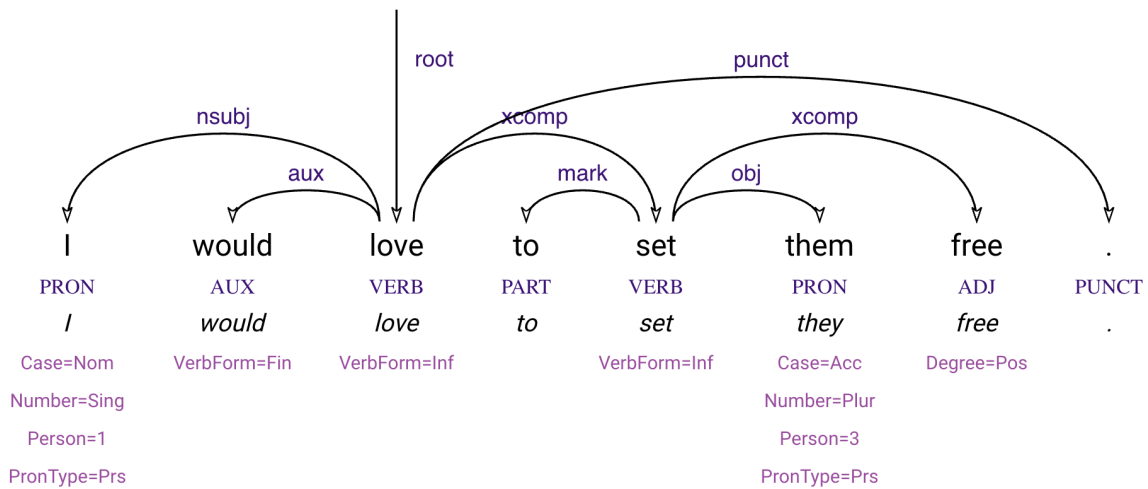 root
punct
nsubj
xcomp
xcomp
aux
mark
obj
I would love to set them free .
PRON AUX VERB PART VERB PRON ADJ PUNCT
I would love to set they free .
Case=Nom VerbForm=Fin VerbForm=Inf VerbForm=Inf Case=Acc Degree=Pos
Number=Sing Number=Plur
Person=1 Person=3
PronType=Prs PronType=Prs